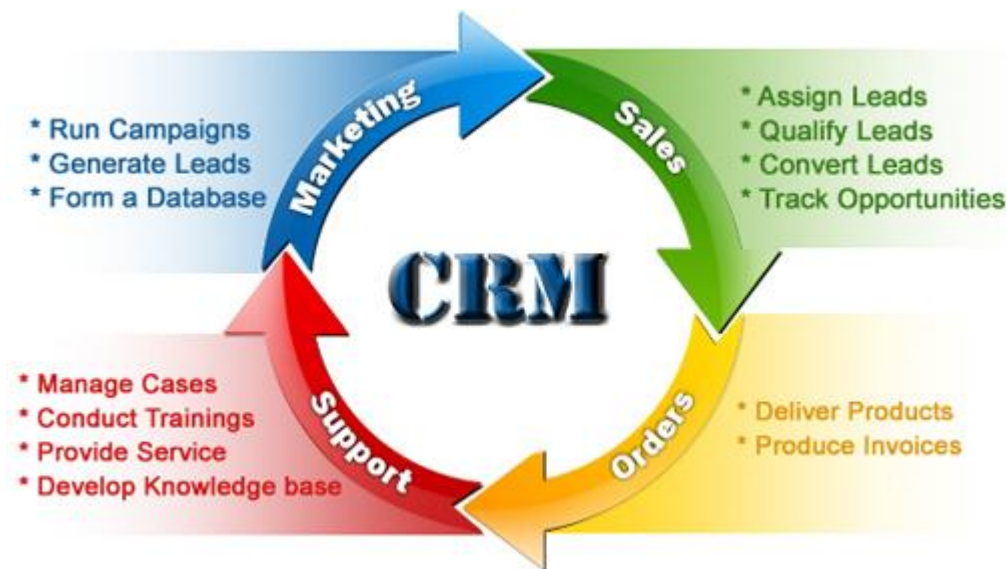 Marketing
* Run Campaigns
* Generate Leads
* Form a Database
Sales
* Assign Leads
* Qualify Leads
* Convert Leads
* Track Opportunities
CRM
Orders
* Deliver Products
* Produce Invoices
Support
* Manage Cases
* Conduct Trainings
* Provide Service
* Develop Knowledge base